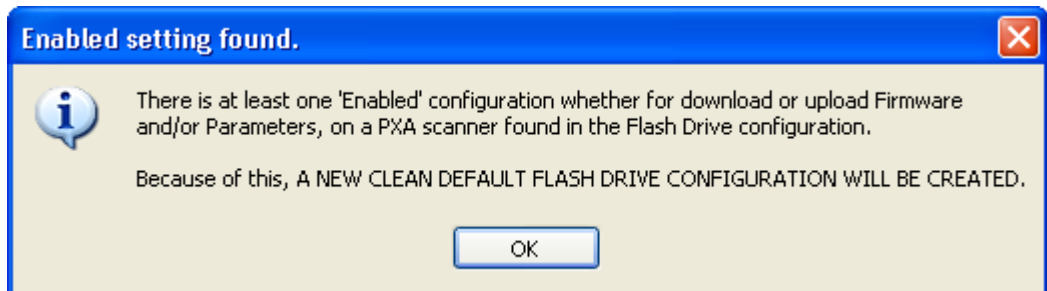 Enabled setting found.
There is at least one 'Enabled' configuration whether for download or upload Firmware
and/or Parameters, on a PXA scanner found in the Flash Drive configuration.
Because of this, A NEW CLEAN DEFAULT FLASH DRIVE CONFIGURATION WILL BE CREATED.
OK